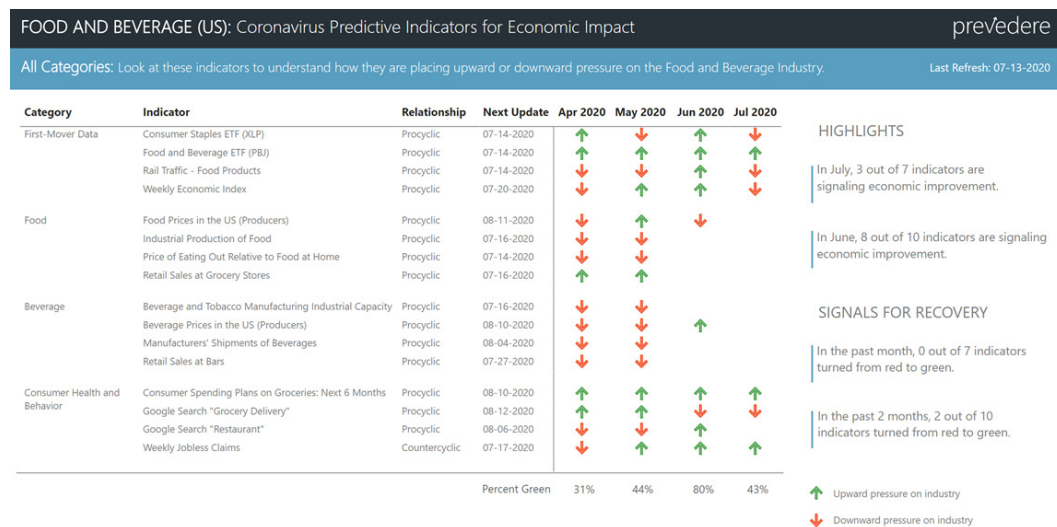 FOOD AND BEVERAGE (US): Coronavirus Predictive Indicators for Economic Impact
prevedere
All Categories: Look at these indicators to understand how they are placing upward or downward pressure on the Food and Beverage Industry.
Last Refresh: 07-13-2020
Category Indicator Relationship Next Update Apr 2020 May 2020 Jun 2020 Jul 2020
First-Mover Data Consumer Staples ETF (XLP) Procyclic 07-14-2020
Food and Beverage ETF (PBJ) Procyclic 07-14-2020
Rail Traffic - Food Products Procyclic 07-14-2020
Weekly Economic Index Procyclic 07-20-2020
Food Food Prices in the US (Producers) Procyclic 08-11-2020
Industrial Production of Food Procyclic 07-16-2020
Price of Eating Out Relative to Food at Home Procyclic 07-14-2020
Retail Sales at Grocery Stores Procyclic 07-16-2020
Beverage Beverage and Tobacco Manufacturing Industrial Capacity Procyclic 07-16-2020
Beverage Prices in the US (Producers) Procyclic 08-10-2020
Manufacturers' Shipments of Beverages Procyclic 08-04-2020
Retail Sales at Bars Procyclic 07-27-2020
Consumer Health and Consumer Spending Plans on Groceries: Next 6 Months Procyclic 08-10-2020
Behavior Google Search "Grocery Delivery" Procyclic 08-12-2020
Google Search "Restaurant" Procyclic 08-06-2020
Weekly Jobless Claims Countercyclic 07-17-2020
Percent Green 31% 44% 80% 43%
HIGHLIGHTS
In July, 3 out of 7 indicators are
signaling economic improvement.
In June, 8 out of 10 indicators are signaling
economic improvement.
SIGNALS FOR RECOVERY
In the past month, 0 out of 7 indicators
turned from red to green.
In the past 2 months, 2 out of 10
indicators turned from red to green.
Upward pressure on industry
Downward pressure on industry